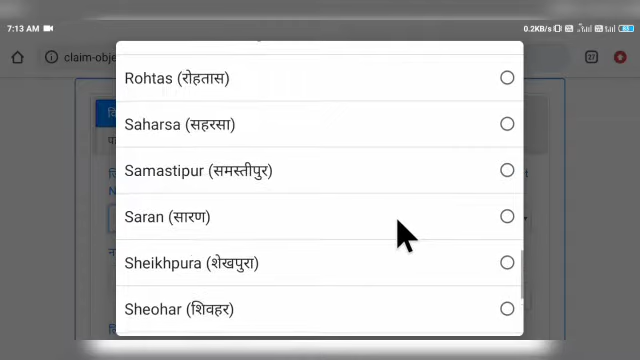 7:13 AM
0.2KB/s
claim-obje
27
Rohtas (रोहतास)
Saharsa (सहरसा)
Samastipur (समस्तीपुर)
Saran (सारण)
Sheikhpura (शेखपुरा)
Sheohar (शिवहर)